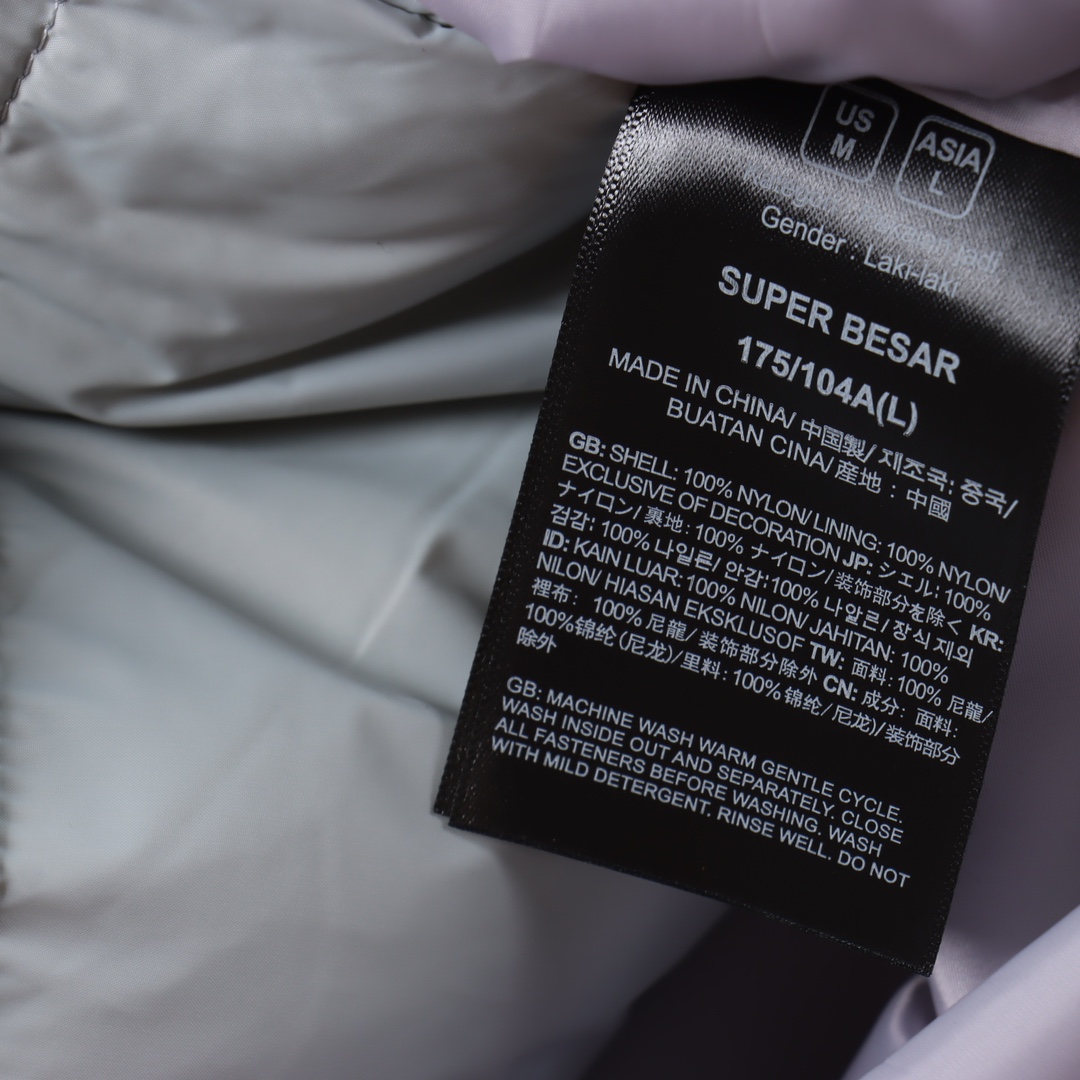 US
M
ASIA
L
Gender : Laki-laki
SUPER BESAR
175/104A(L)
MADE IN CHINA/ 中国製/ 제조국: 중국/
BUATAN CINA/ 産地 : 中國
GB: SHELL: 100% NYLON/ LINING: 100% NYLON/
EXCLUSIVE OF DECORATION JP: シェル: 100%
ナイロン/ 裏地: 100% ナイロン/装飾部分を除く KR:
겉감: 100% 나일론/ 안감:100% 나일론/장식 제외
ID: KAIN LUAR:100% NILON/ JAHITAN: 100%
NILON/ HIASAN EKSKLUSOF TW: 面料:100% 尼龍/
裡布: 100% 尼龍/ 装饰部分除外 CN: 成分: 面料:
100%锦纶(尼龙)/里料: 100%锦纶/尼龙)/装饰部分
除外
GB: MACHINE WASH WARM GENTLE CYCLE.
WASH INSIDE OUT AND SEPARATELY. CLOSE
ALL FASTENERS BEFORE WASHING, WASH
WITH MILD DETERGENT. RINSE WELL. DO NOT